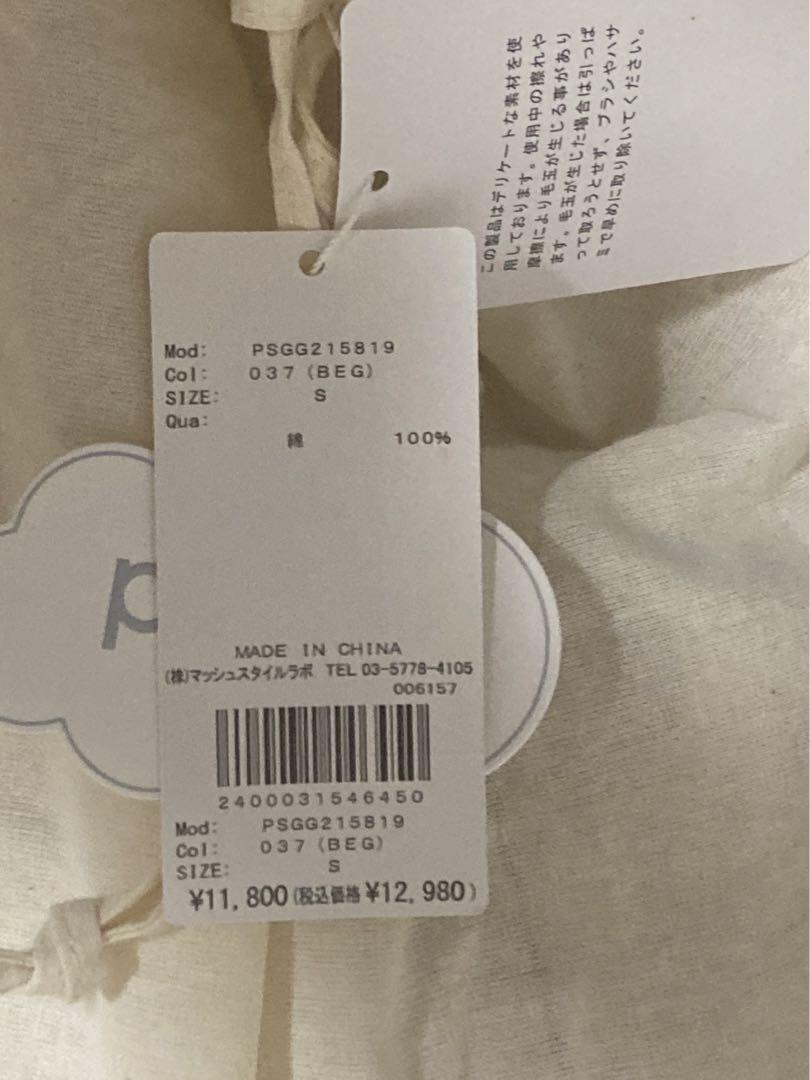 この製品はデリケートな素材を使
用しております。使用中の擦れや
摩擦により毛玉が生じる事があり
ます。毛玉が生じた場合は引っぱ
って取ろうとせず、ブラシやハサ
ミで早めに取り除いてください。
Mod: PSGG215819
Col: 037(BEG)
SIZE: S
Qua:
綿 100%
p
MADE IN CHINA
(株)マッシュスタイルラボ TEL 03-5778-4105
006157
2400031546450
Mod: PSGG215819
Col: 037(BEG)
SIZE: S
¥11,800(税込価格¥12,980)